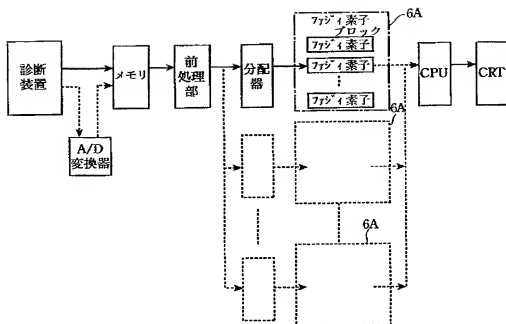 ファジィ素子
ブロック
6A
ファジィ素子
ファジィ素子
ファジィ素子
診断
装置
メモリ
前
処
理
部
分配
器
CPU
CRT
A/D
変換器
6A
6A